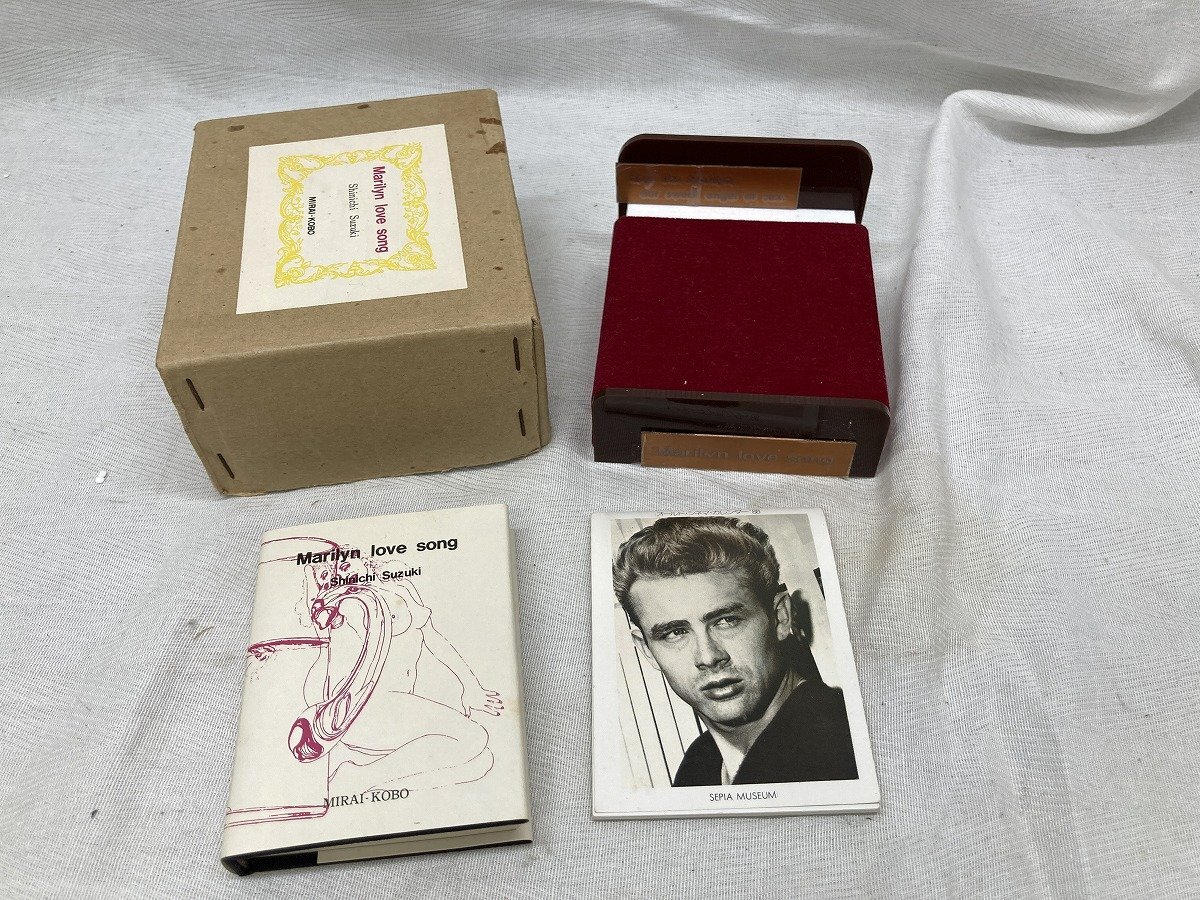 Marilyn love song
Shinichi Suzuki
MIRAI-KOBO
Marilyn love song
Marilyn love song
Shinichi Suzuki
MIRAI-KOBO
SEPIA MUSEUM